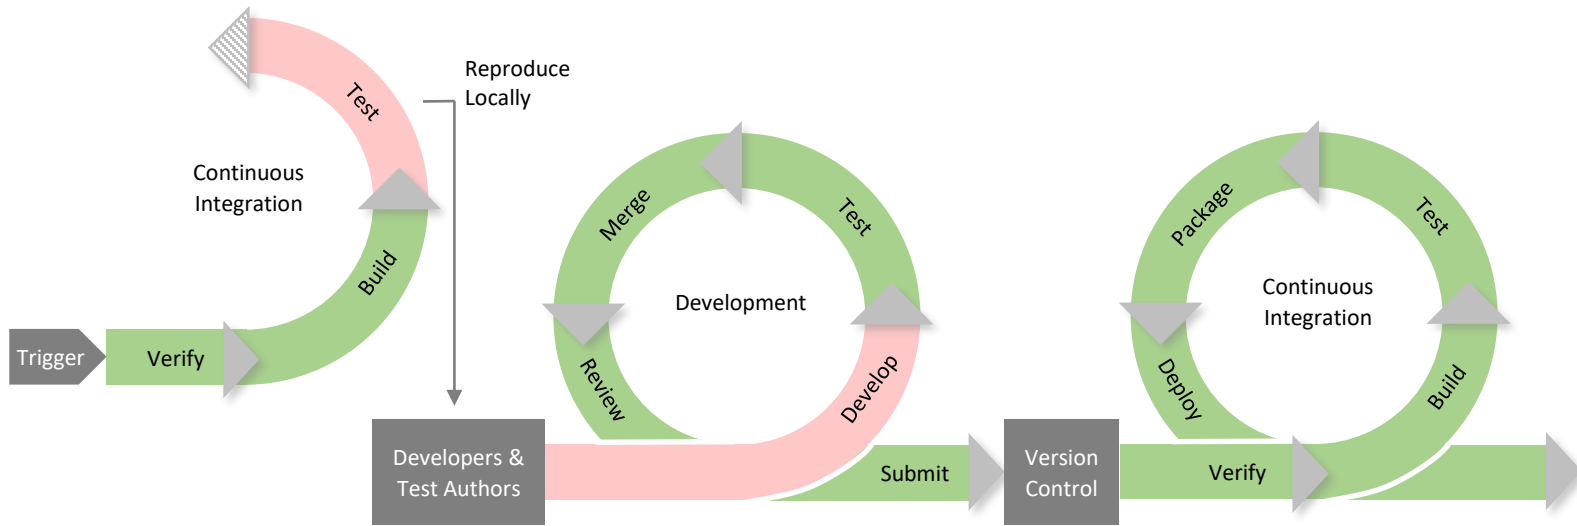 Reproduce
Locally
Test
Continuous
Integration
Build
Trigger
Verify
Developers &
Test Authors
Development
Develop
Test
Merge
Review
Submit
Version
Control
Continuous
Integration
Verify
Build
Test
Package
Deploy